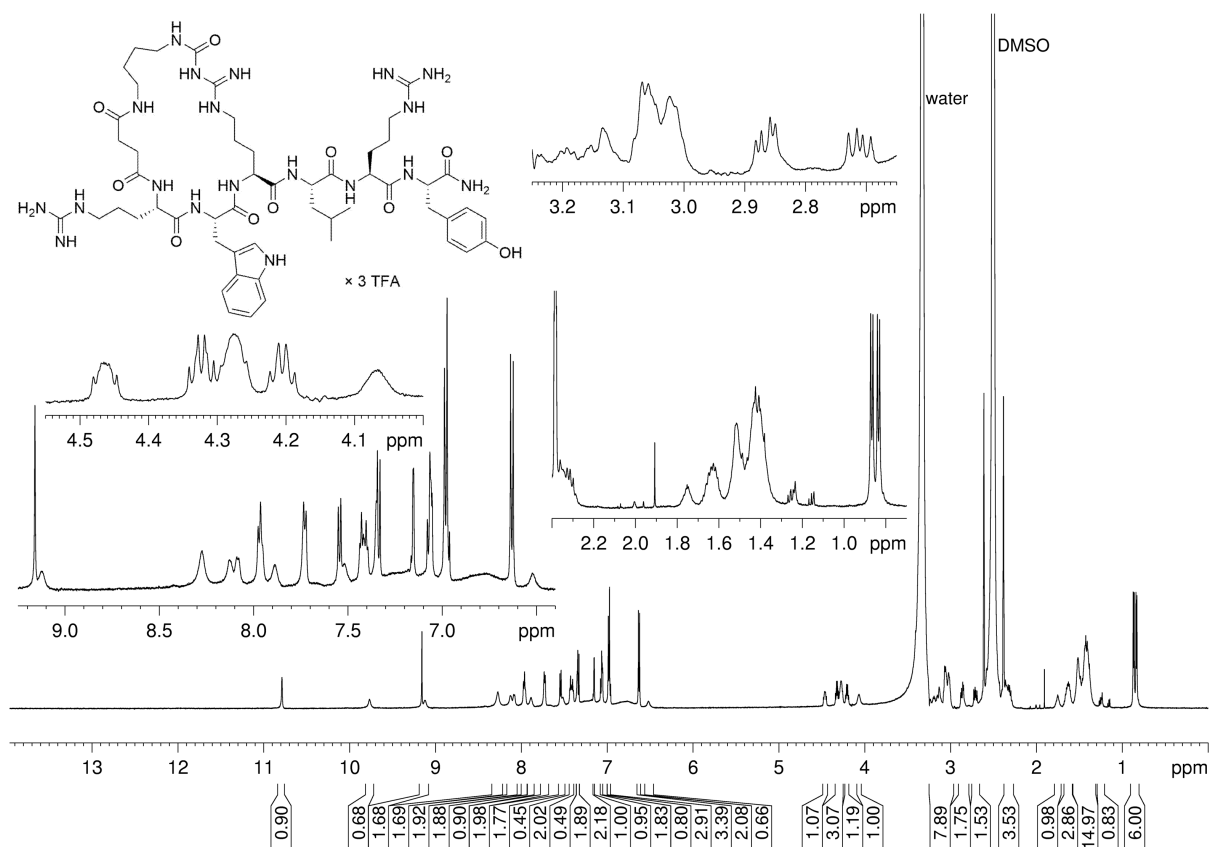 H
N
O
NH
NH
HN
HN
NH2
NH
O
NH
O
NH
H2N
H
N
NH
O
H
N
O
HN
O
H
N
O
N
H
O
H
N
O
NH2
OH
NH
× 3 TFA
DMSO
water
3.2 3.1 3.0 2.9 2.8 ppm
4.5 4.4 4.3 4.2 4.1 ppm
2.2 2.0 1.8 1.6 1.4 1.2 1.0 ppm
9.0 8.5 8.0 7.5 7.0 ppm
13 12 11 10 9 8 7 6 5 4 3 2 1 ppm
0.90 0.68 1.68 1.69 1.92 1.88 0.90 1.98 1.77 0.45 2.02 0.49 1.89 2.18 1.00 0.95 1.83 0.80 2.91 3.39 2.08 0.66 1.07 3.07 1.19 1.00 7.89 1.75 1.53 3.53 0.98 2.86 14.97 0.83 6.00